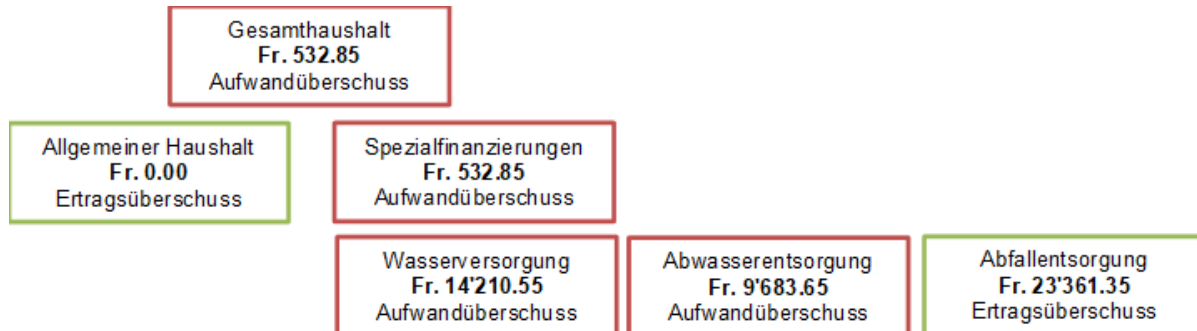 Gesamthaushalt
Fr. 532.85
Aufwandüberschuss
Allgemeiner Haushalt
Fr. 0.00
Ertragsüberschuss
Spezialfinanzierungen
Fr. 532.85
Aufwandüberschuss
Wasserversorgung
Fr. 14'210.55
Aufwandüberschuss
Abwasserentsorgung
Fr. 9'683.65
Aufwandüberschuss
Abfallentsorgung
Fr. 23'361.35
Ertragsüberschuss